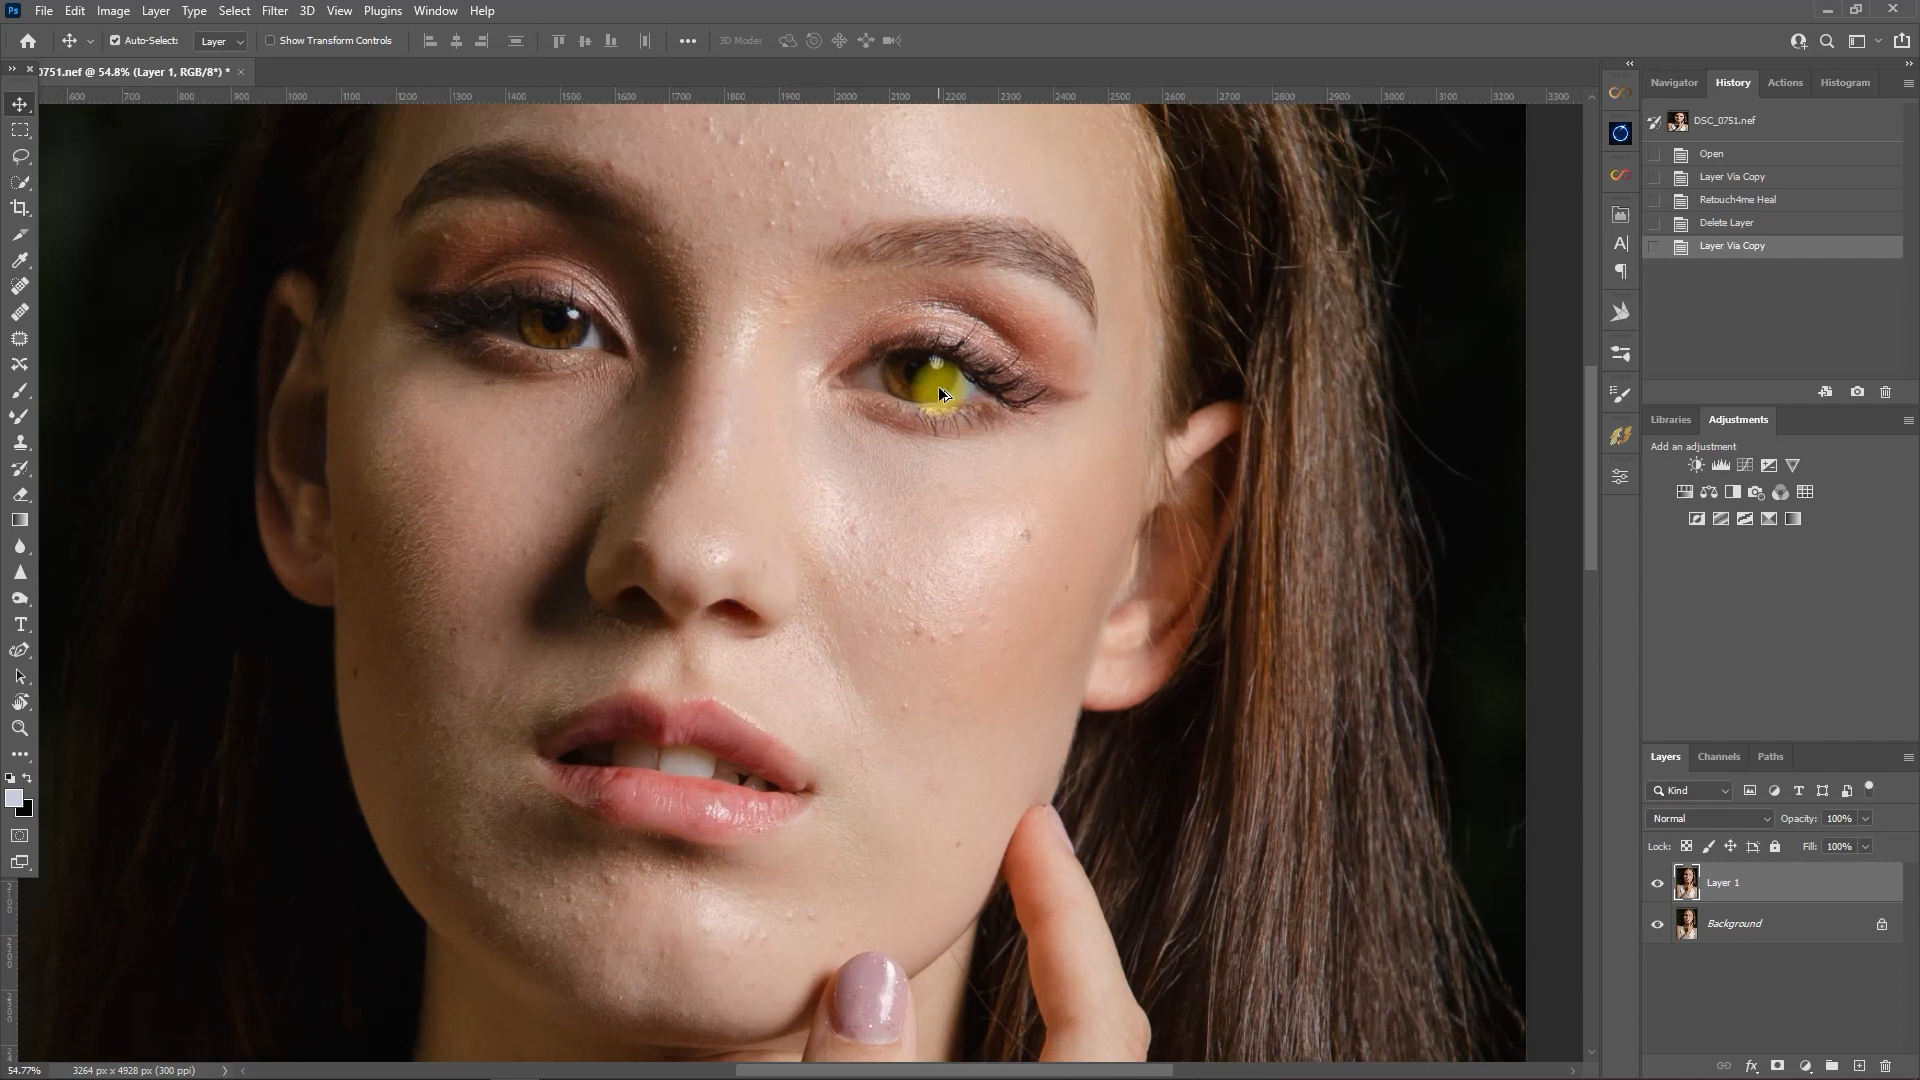 Ps File Edit Image Layer Type Select Filter 3D View Plugins Window Help
Auto-Select: Layer Show Transform Controls 3D Mode:
0751.nef @ 54.8% (Layer 1, RGB/8*) *
600 700 800 900 1000 1100 1200 1300 1400 1500 1600 1700 1800 1900 2000 2100 2200 2300 2400 2500 2600 2700 2800 2900 3000 3100 3200 3300
Navigator History Actions Histogram
DSC_0751.nef
Open
Layer Via Copy
Retouch4me Heal
Delete Layer
Layer Via Copy
Libraries Adjustments
Add an adjustment
Layers Channels Paths
Kind
Normal Opacity: 100%
Lock: Fill: 100%
Layer 1
Background
54.77% 3264 px x 4928 px (300 ppi)